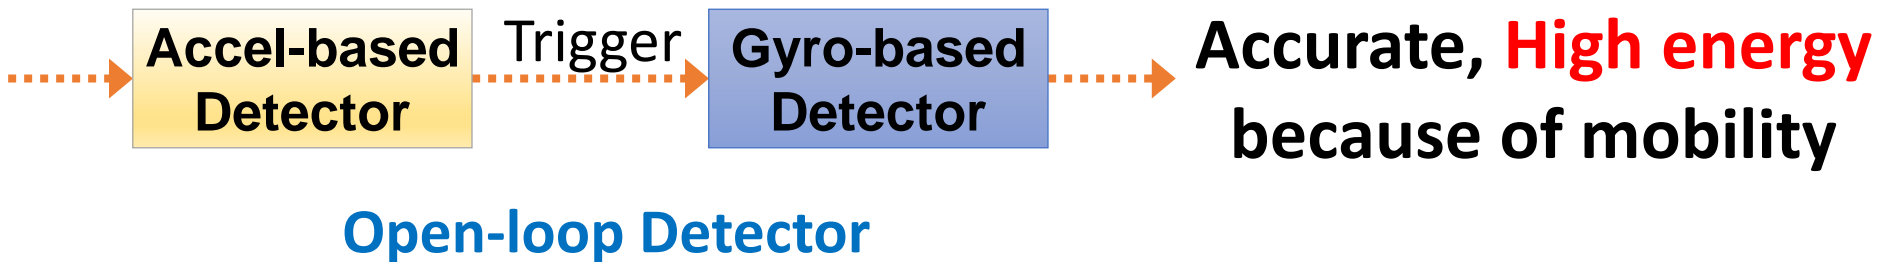 Accel-based
Detector
Trigger
Gyro-based
Detector
Accurate, High energy
because of mobility
Open-loop Detector